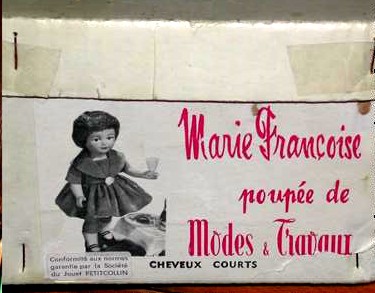 Marie Françoise
poupée de
Modes & Travaux
CHEVEUX COURTS
Conformité aux normes
garantie par la Société
du Jouet PETITCOLLIN